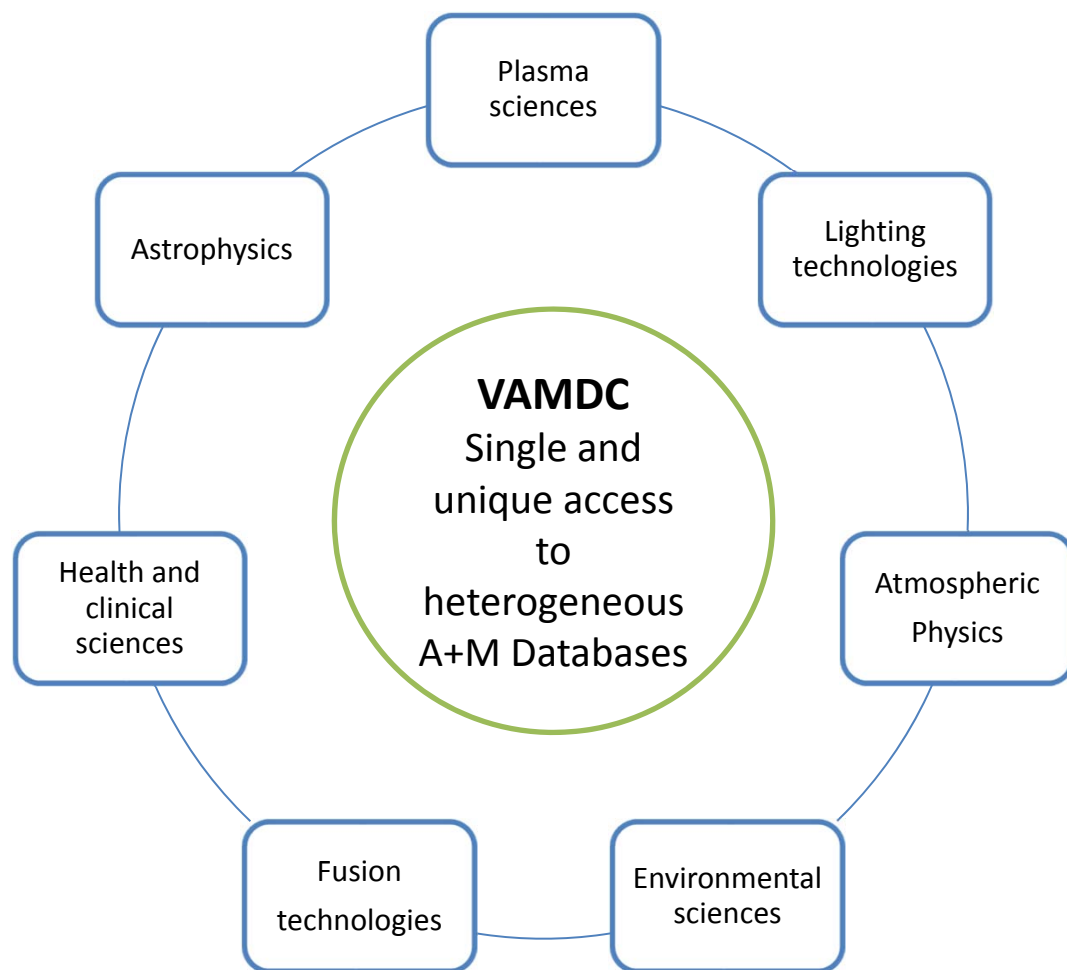 Plasma
sciences
Astrophysics
Lighting
technologies
VAMDC
Single and
unique access
to
heterogeneous
A+M Databases
Health and
clinical
sciences
Atmospheric
Physics
Fusion
technologies
Environmental
sciences